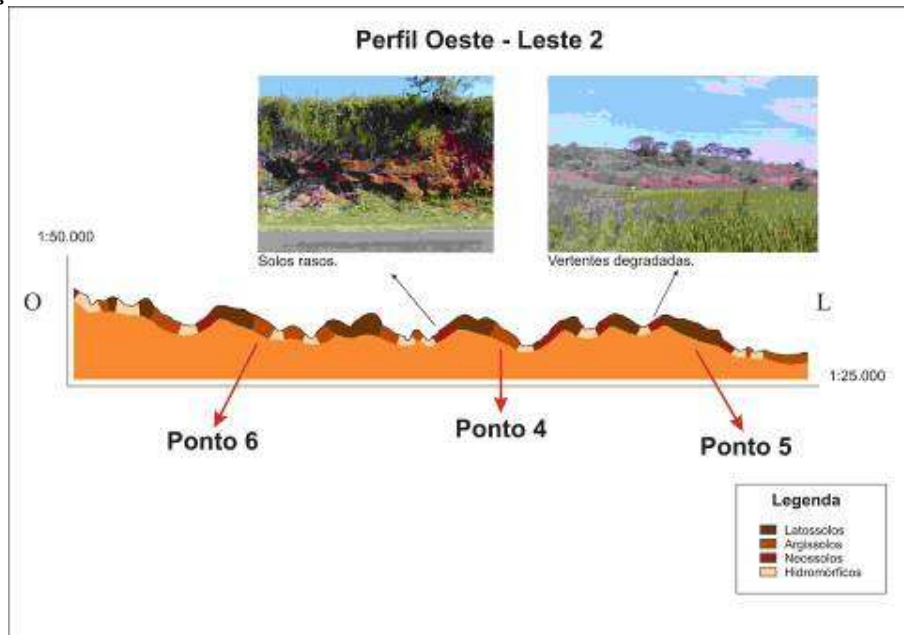 Perfil Oeste - Leste 2
Solos rasos.
Vertentes degradadas.
1:50.000
O
L
1:25.000
Ponto 6
Ponto 4
Ponto 5
Legenda
Latossolos
Argissolos
Neossolos
Hidromórficos